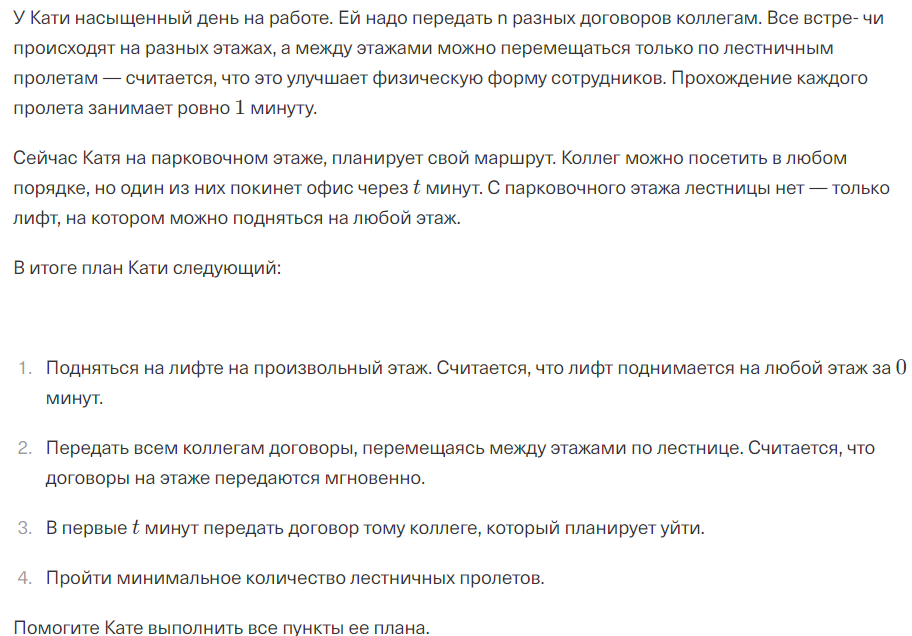 У Кати насыщенный день на работе. Ей надо передать n разных договоров коллегам. Все встре- чи
происходят на разных этажах, а между этажами можно перемещаться только по лестничным
пролетам — считается, что это улучшает физическую форму сотрудников. Прохождение каждого
пролета занимает ровно 1 минуту.
Сейчас Катя на парковочном этаже, планирует свой маршрут. Коллег можно посетить в любом
порядке, но один из них покинет офис через t минут. С парковочного этажа лестницы нет — только
лифт, на котором можно подняться на любой этаж.
В итоге план Кати следующий:
1. Подняться на лифте на произвольный этаж. Считается, что лифт поднимается на любой этаж за 0
минут.
2. Передать всем коллегам договоры, перемещаясь между этажами по лестнице. Считается, что
договоры на этаже передаются мгновенно.
3. В первые t минут передать договор тому коллеге, который планирует уйти.
4. Пройти минимальное количество лестничных пролетов.
Помогите Кате выполнить все пункты ее плана.